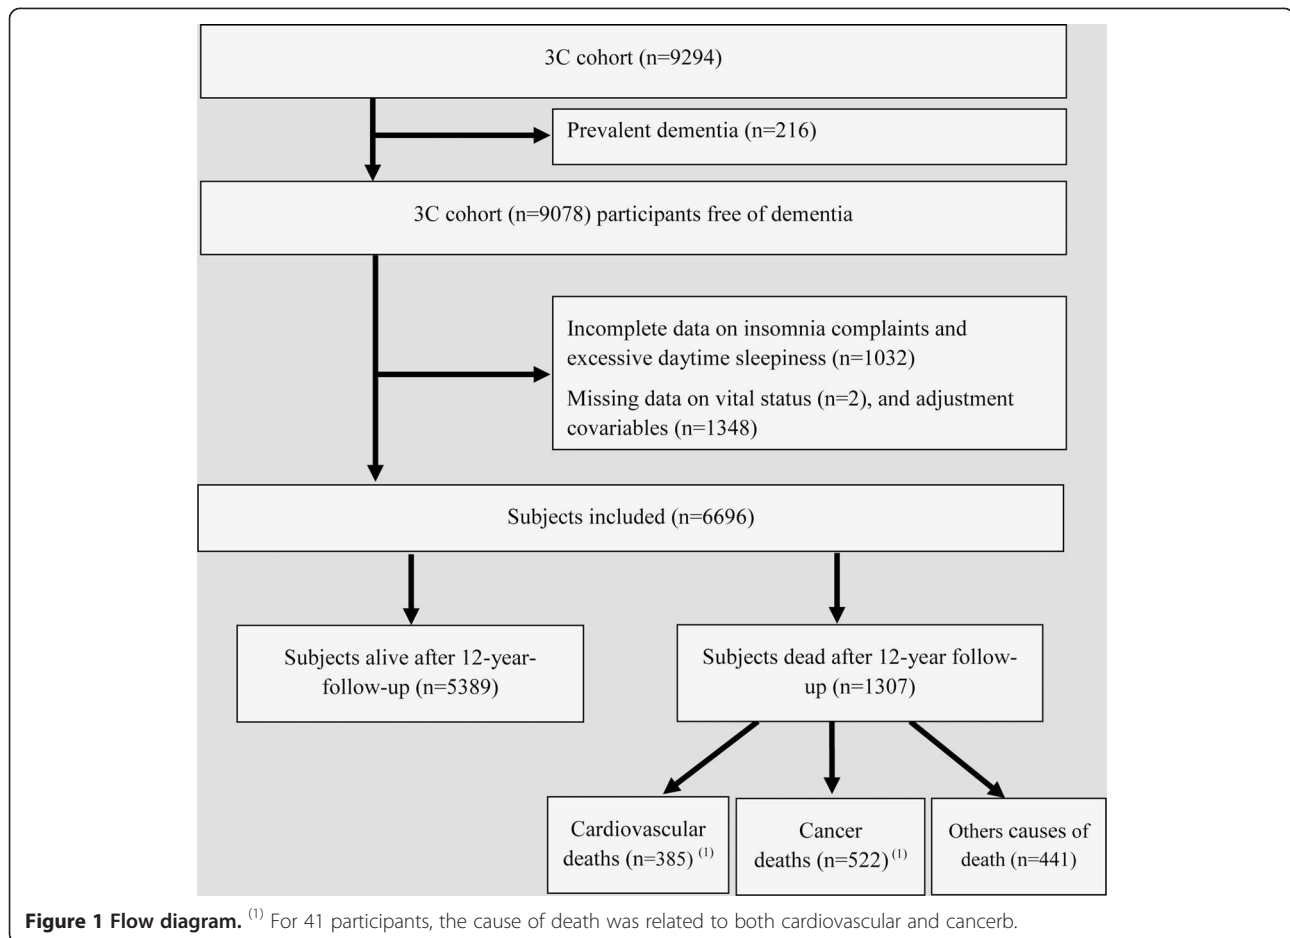 3C cohort (n=9294)
Prevalent dementia (n=216)
3C cohort (n=9078) participants free of dementia
Incomplete data on insomnia complaints and
excessive daytime sleepiness (n=1032)
Missing data on vital status (n=2), and adjustment
covariables (n=1348)
Subjects included (n=6696)
Subjects alive after 12-year-
follow-up (n=5389)
Subjects dead after 12-year follow-
up (n=1307)
Cardiovascular
deaths (n=385) (1)
Cancer
deaths (n=522) (1)
Others causes of
death (n=441)
Figure 1 Flow diagram. (1) For 41 participants, the cause of death was related to both cardiovascular and cancerb.